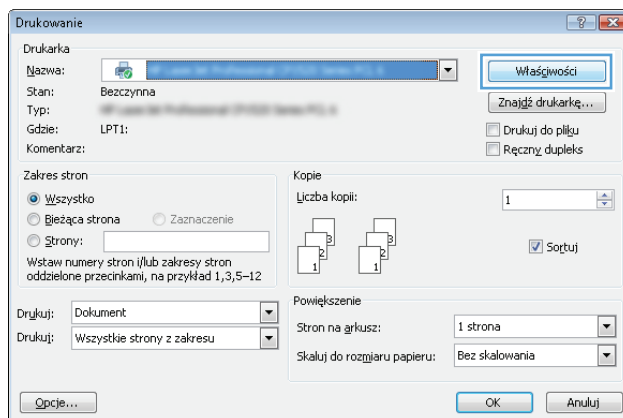 Drukowanie
Drukarka
Nazwa:
Właściwości
Stan: Bezczynna
Znajdź drukarkę...
Typ:
Gdzie: LPT1:
Drukuj do pliku
Komentarz:
Ręczny dupleks
Zakres stron
Wszystko
Bieżąca strona Zaznaczenie
Strony:
Wstaw numery stron i/lub zakresy stron
oddzielone przecinkami, na przykład 1,3,5–12
Kopie
Liczba kopii: 1
1 2 3 1 2 3
Sortuj
Drukuj: Dokument
Drukuj: Wszystkie strony z zakresu
Powiększenie
Stron na arkusz: 1 strona
Skaluj do rozmiaru papieru: Bez skalowania
Opcje...
OK
Anuluj